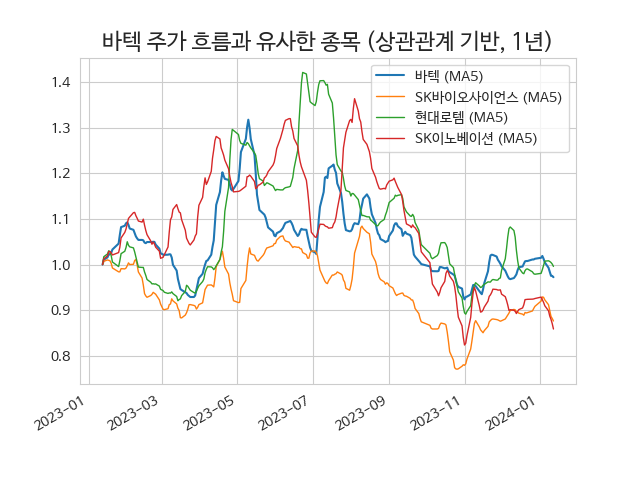 바텍 주가 흐름과 유사한 종목 (상관관계 기반, 1년)
바텍 (MA5)
SK바이오사이언스 (MA5)
현대로템 (MA5)
SK이노베이션 (MA5)
1.4
1.3
1.2
1.1
1.0
0.9
0.8
2023-01
2023-03
2023-05
2023-07
2023-09
2023-11
2024-01